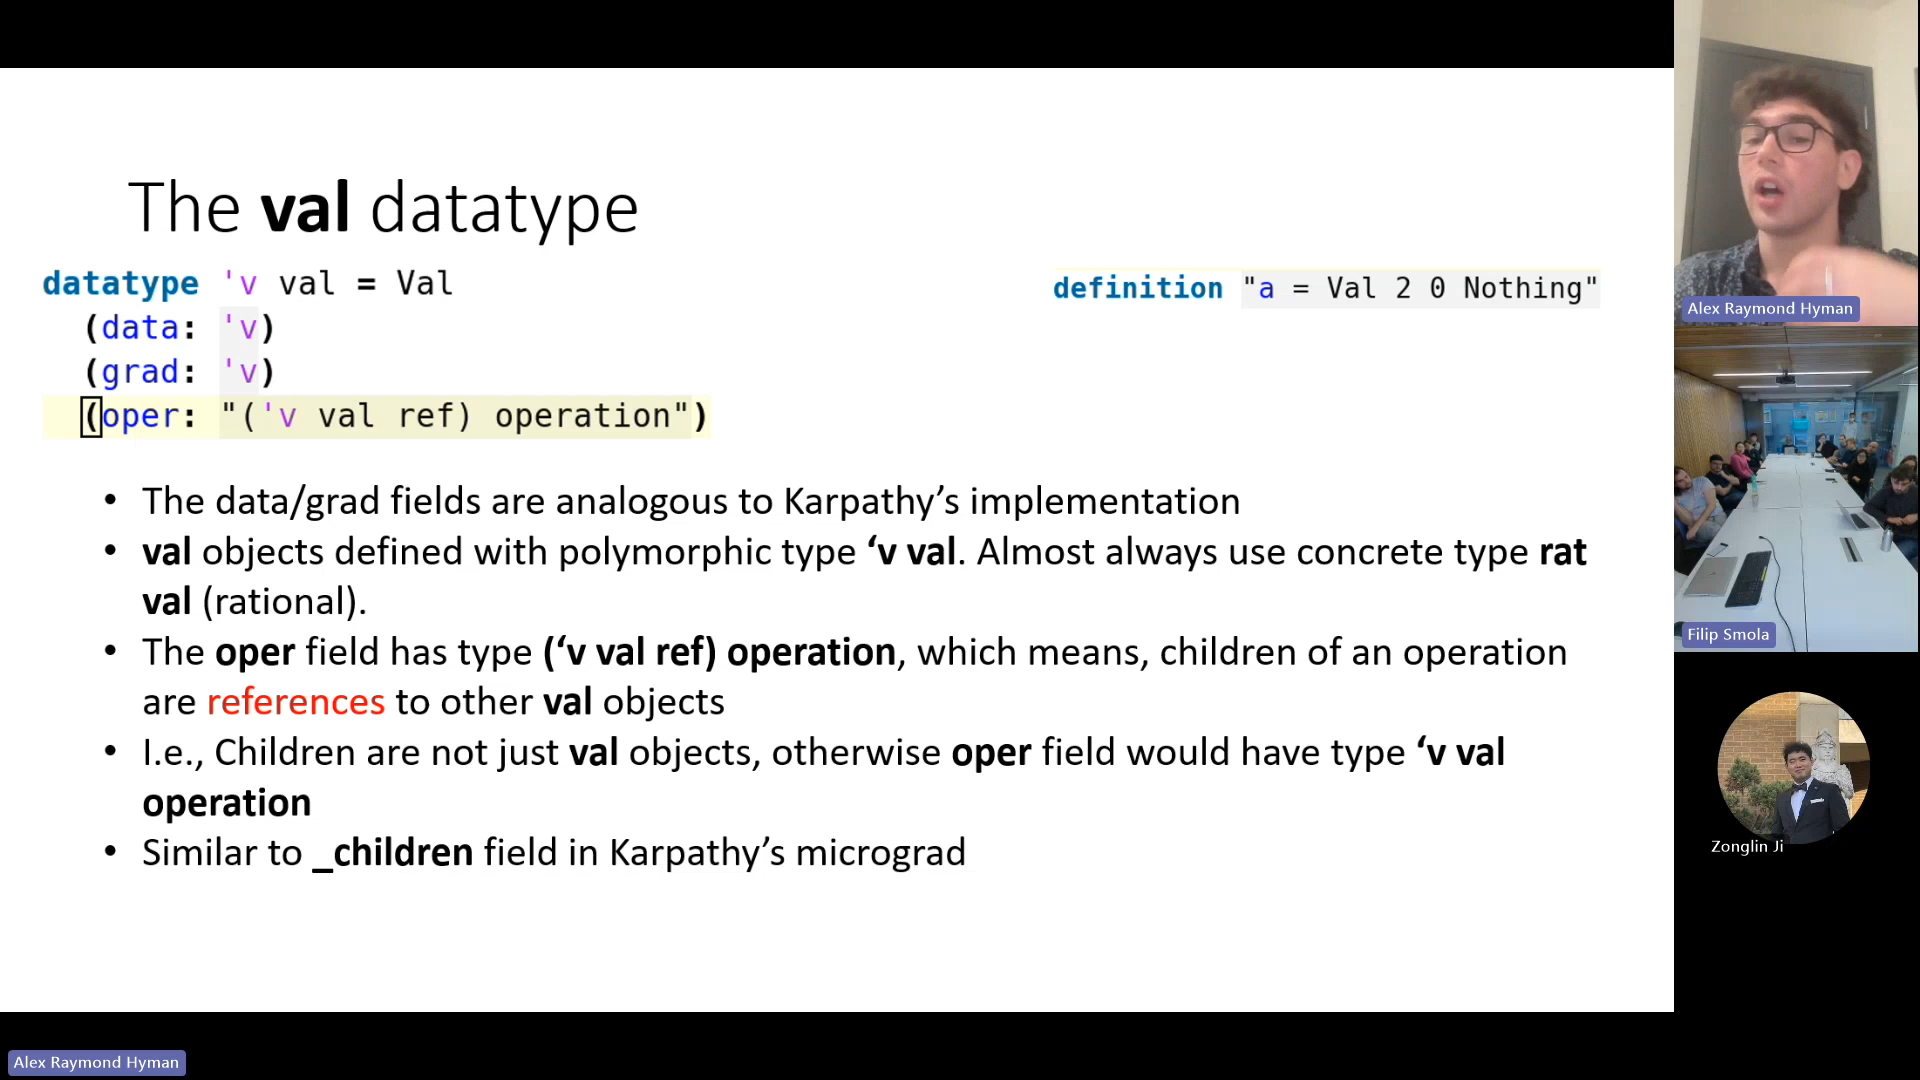 The val datatype
datatype 'v val = Val
(data: 'v)
(grad: 'v)
(oper: "('v val ref) operation")
definition "a = Val 2 0 Nothing"
• The data/grad fields are analogous to Karpathy’s implementation
• val objects defined with polymorphic type ‘v val. Almost always use concrete type rat
val (rational).
• The oper field has type (‘v val ref) operation, which means, children of an operation
are references to other val objects
• I.e., Children are not just val objects, otherwise oper field would have type ‘v val
operation
• Similar to _children field in Karpathy’s micrograd
Alex Raymond Hyman
Filip Smola
Zonglin Ji
Alex Raymond Hyman